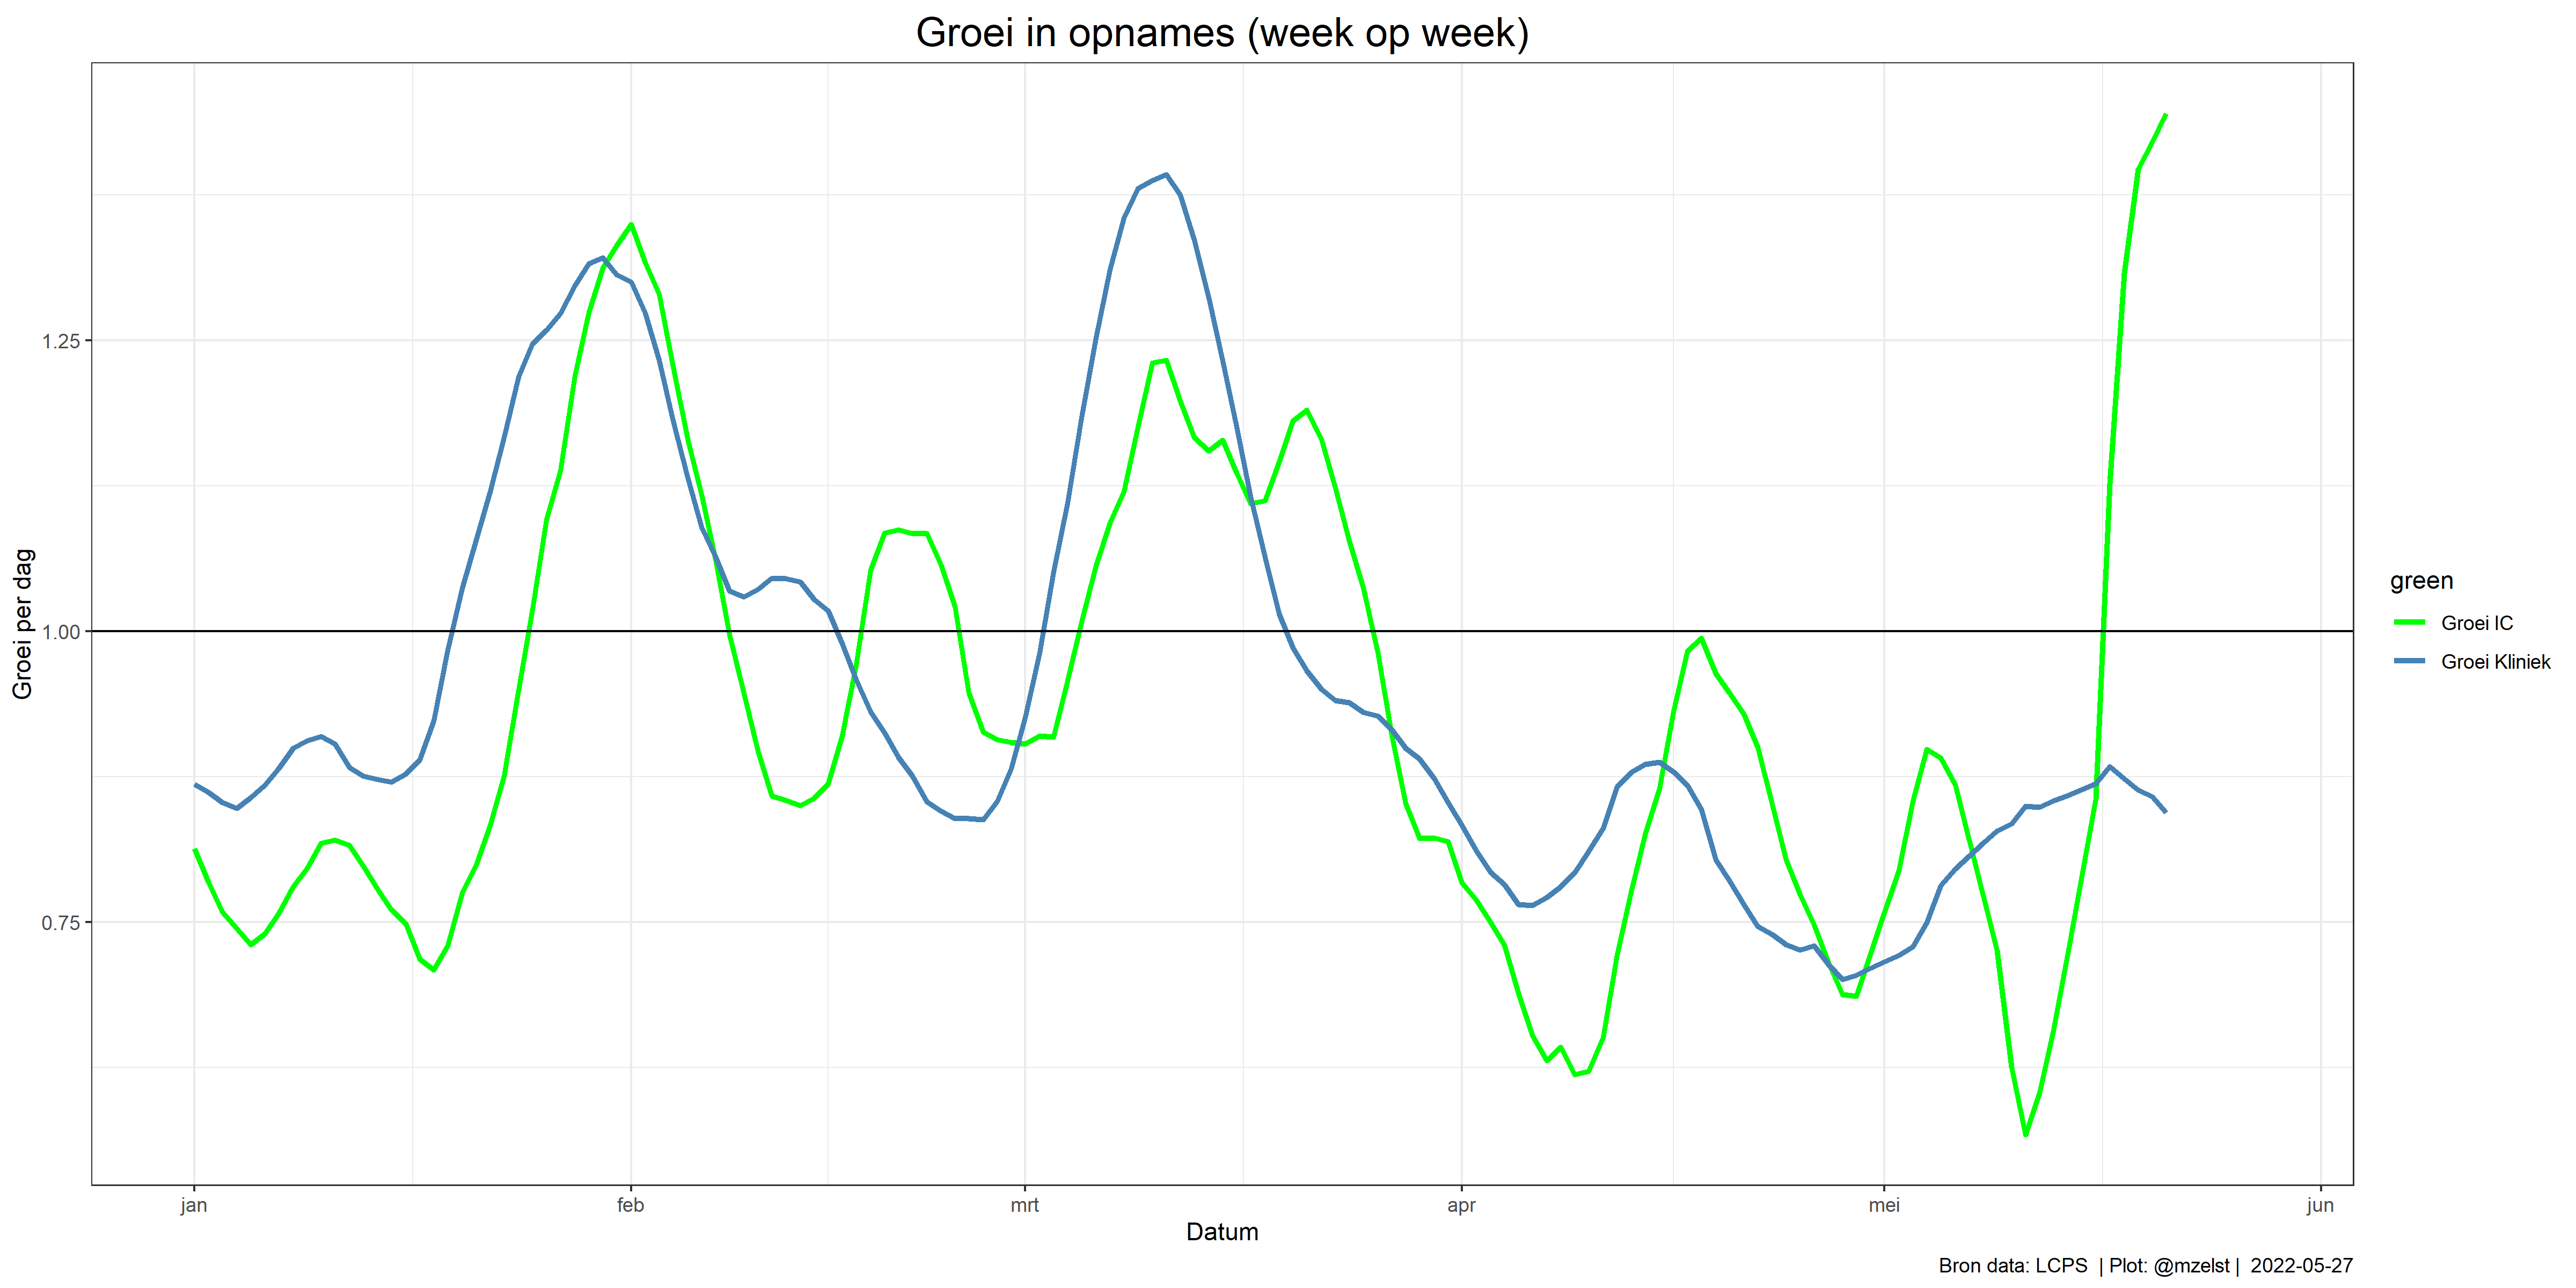 Groei in opnames (week op week)
Groei per dag
1.25
1.00
0.75
jan feb mrt apr mei jun
Datum
green
Groei IC
Groei Kliniek
Bron data: LCPS | Plot: @mzelst | 2022-05-27